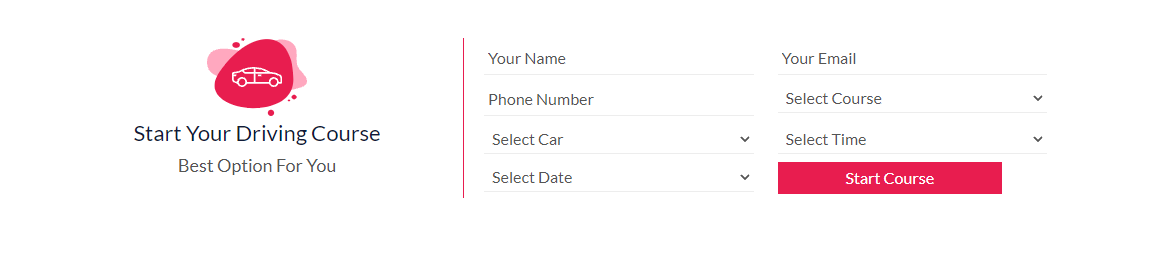 Start Your Driving Course
Best Option For You
Your Name
Your Email
Phone Number
Select Course
Select Car
Select Time
Select Date
Start Course